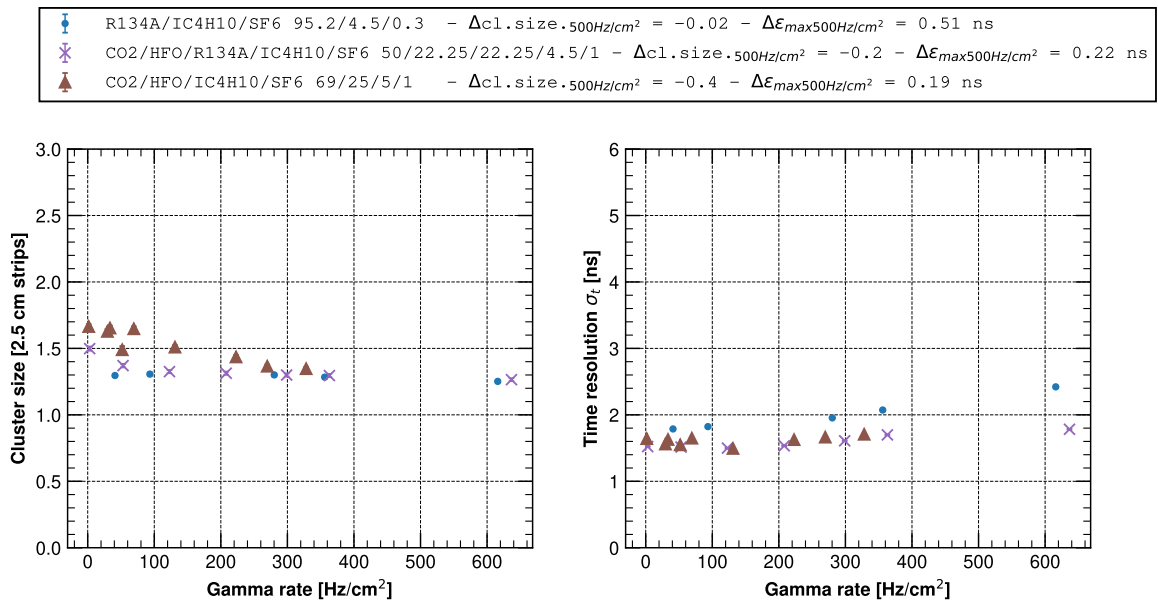 R134A/IC4H10/SF6 95.2/4.5/0.3 – Δcl.size.500Hz/cm² = −0.02 – Δε_max500Hz/cm² = 0.51 ns
CO2/HFO/R134A/IC4H10/SF6 50/22.25/22.25/4.5/1 – Δcl.size.500Hz/cm² = −0.2 – Δε_max500Hz/cm² = 0.22 ns
CO2/HFO/IC4H10/SF6 69/25/5/1 – Δcl.size.500Hz/cm² = −0.4 – Δε_max500Hz/cm² = 0.19 ns
Cluster size [2.5 cm strips]
3.0
2.5
2.0
1.5
1.0
0.5
0.0
0 100 200 300 400 500 600
Gamma rate [Hz/cm²]
Time resolution σt [ns]
6
5
4
3
2
1
0
0 100 200 300 400 500 600
Gamma rate [Hz/cm²]